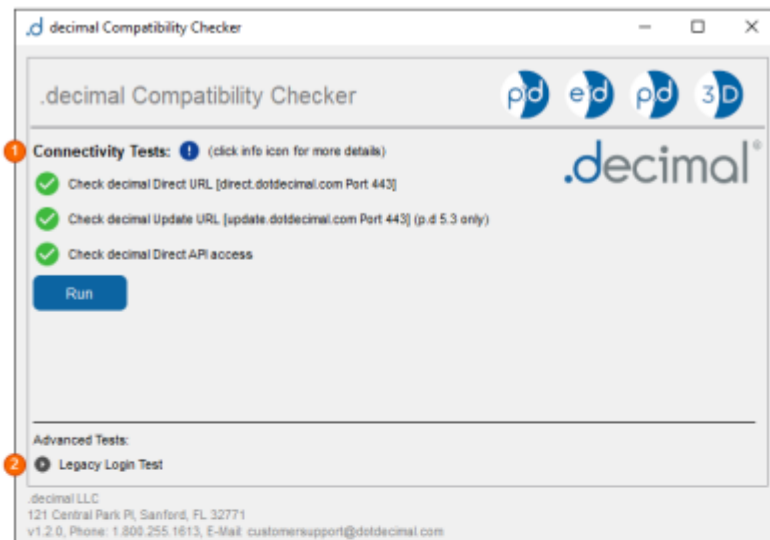 .d decimal Compatibility Checker
.decimal Compatibility Checker
p.d e.d p.d 3D
1 Connectivity Tests: ! (click info icon for more details)
.decimal®
Check decimal Direct URL [direct.dotdecimal.com Port 443]
Check decimal Update URL [update.dotdecimal.com Port 443] (p.d 5.3 only)
Check decimal Direct API access
Run
Advanced Tests:
2 Legacy Login Test
.decimal LLC
121 Central Park Pl, Sanford, FL 32771
v1.2.0, Phone: 1.800.255.1613, E-Mail: customersupport@dotdecimal.com